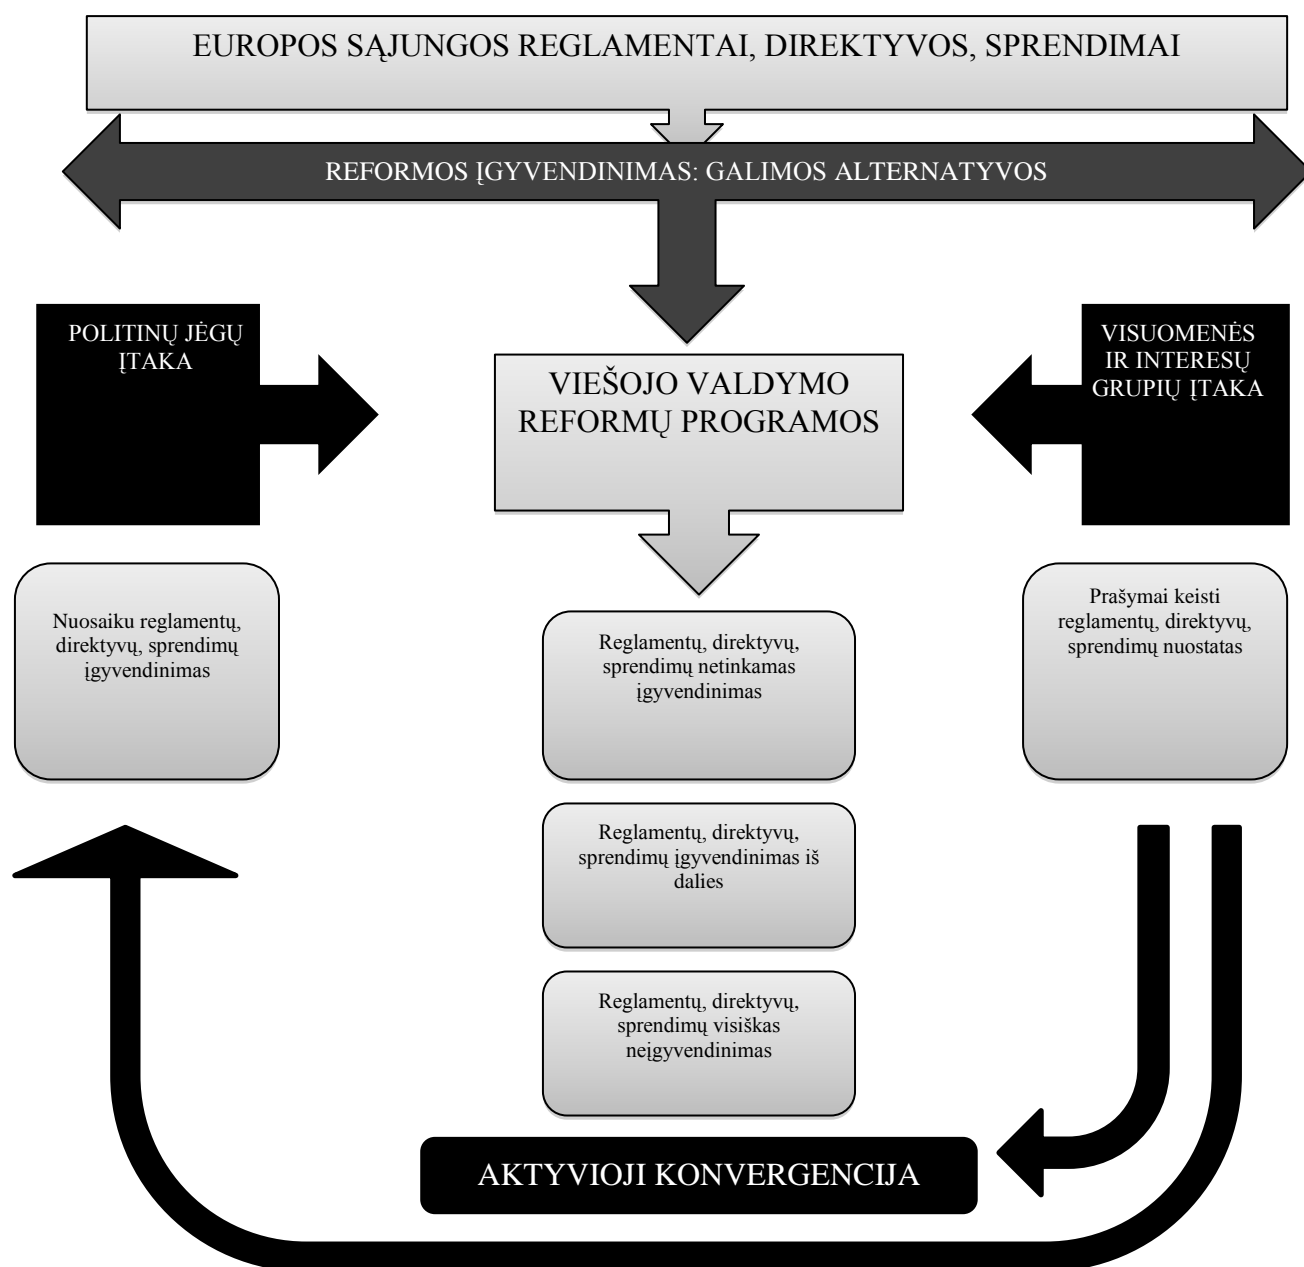 EUROPOS SĄJUNGOS REGLAMENTAI, DIREKTYVOS, SPRENDIMAI
REFORMOS ĮGYVENDINIMAS: GALIMOS ALTERNATYVOS
POLITINŲ JĖGŲ
ĮTAKA
VIEŠOJO VALDYMO
REFORMŲ PROGRAMOS
VISUOMENĖS
IR INTERESŲ
GRUPIŲ ĮTAKA
Nuosaiku reglamentų,
direktyvų, sprendimų
įgyvendinimas
Reglamentų, direktyvų,
sprendimų netinkamas
įgyvendinimas
Prašymai keisti
reglamentų, direktyvų,
sprendimų nuostatas
Reglamentų, direktyvų,
sprendimų įgyvendinimas iš
dalies
Reglamentų, direktyvų,
sprendimų visiškas
neįgyvendinimas
AKTYVIOJI KONVERGENCIJA